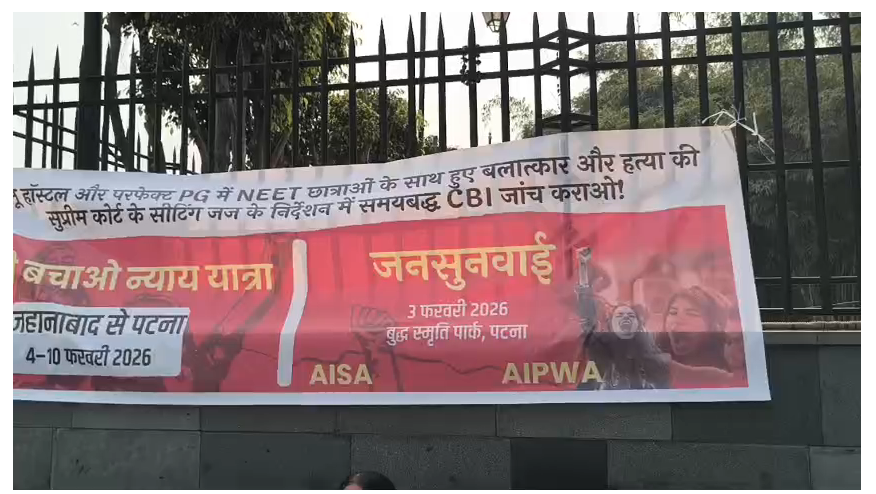 हॉस्टल और परफेक्ट PG में NEET छात्राओं के साथ हुए बलात्कार और हत्या की
सुप्रीम कोर्ट के सीटिंग जज के निर्देशन में समयबद्ध CBI जांच कराओ!
बचाओ न्याय यात्रा
जहानाबाद से पटना
4-10 फरवरी 2026
जनसुनवाई
3 फरवरी 2026
बुद्ध स्मृति पार्क, पटना
AISA
AIPWA